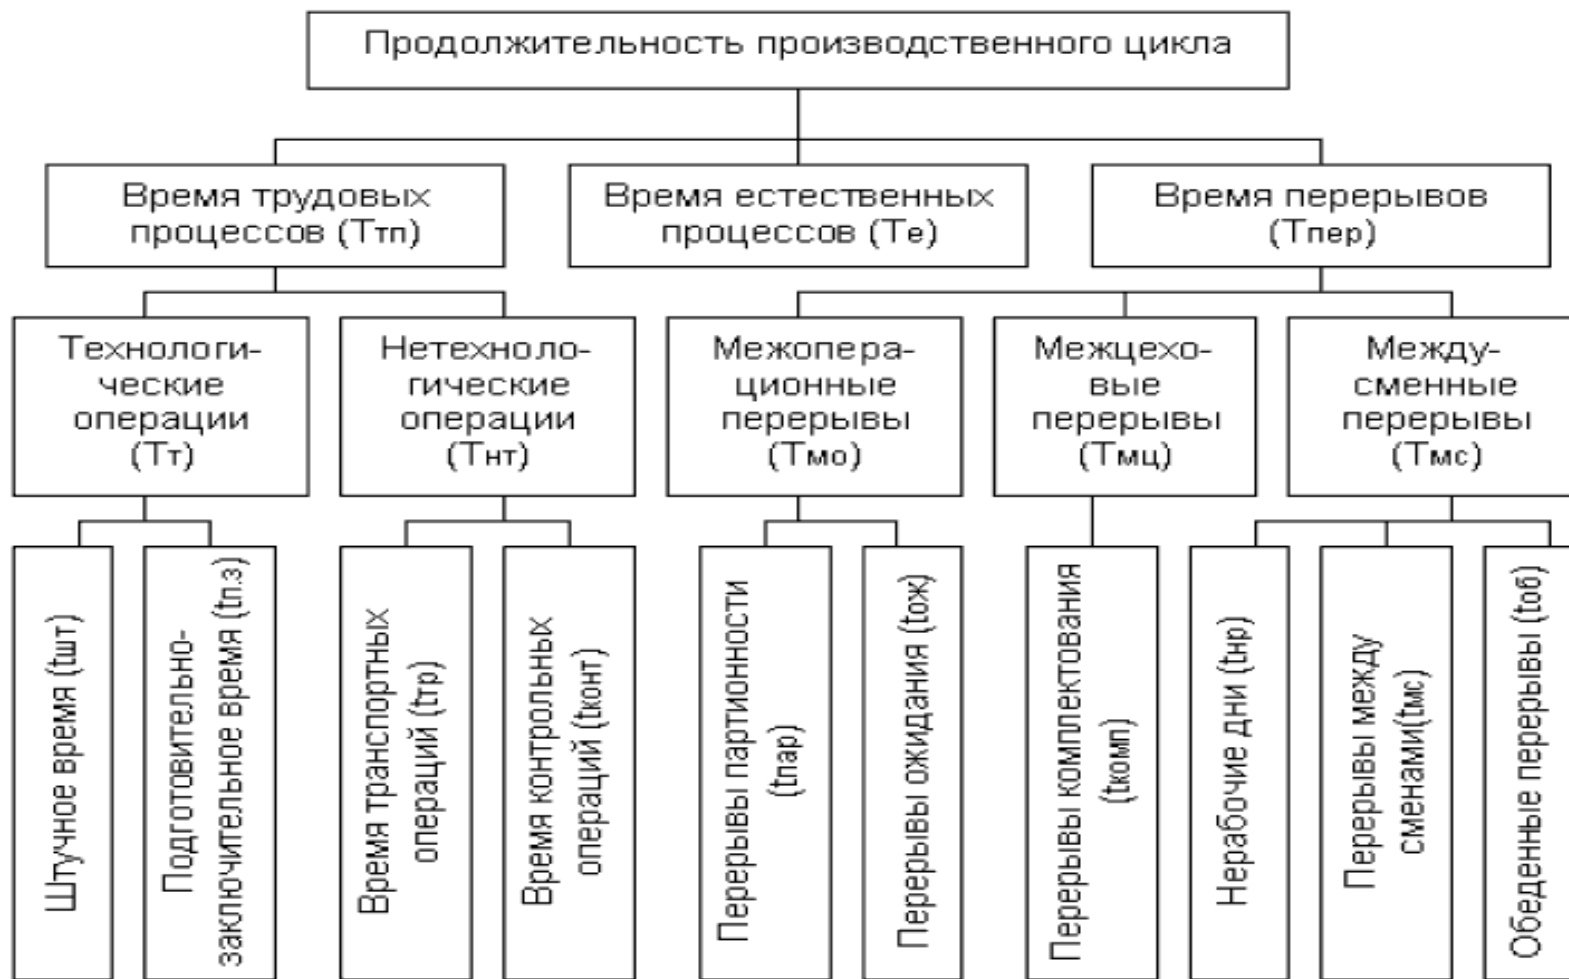 Продолжительность производственного цикла
Время трудовых
процессов (Ттп)
Время естественных
процессов (Те)
Время перерывов
(Тпер)
Технологи-
ческие
операции
(Тт)
Нетехноло-
гические
операции
(Тнт)
Межопера-
ционные
перерывы
(Тмо)
Межцехо-
вые
перерывы
(Тмц)
Между-
сменные
перерывы
(Тмс)
Штучное время (tшт)
Подготовительно-
заключительное время (tп.з)
Время транспортных
операций (tтр)
Время контрольных
операций (tконт)
Перерывы партионности
(tпар)
Перерывы ожидания (tож)
Перерывы комплектования
(tкомп)
Нерабочие дни (tнр)
Перерывы между
сменами(tмс)
Обеденные перерывы (tоб)